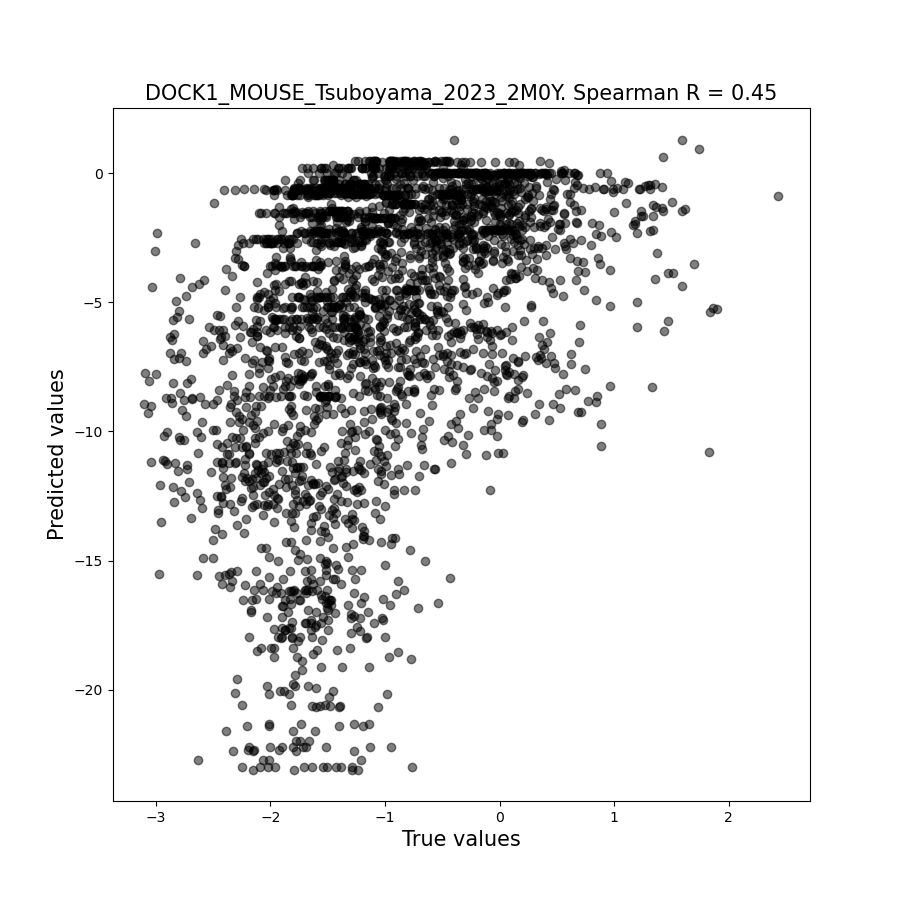 DOCK1_MOUSE_Tsuboyama_2023_2M0Y. Spearman R = 0.45
0
−5
−10
−15
−20
Predicted values
−3 −2 −1 0 1 2
True values